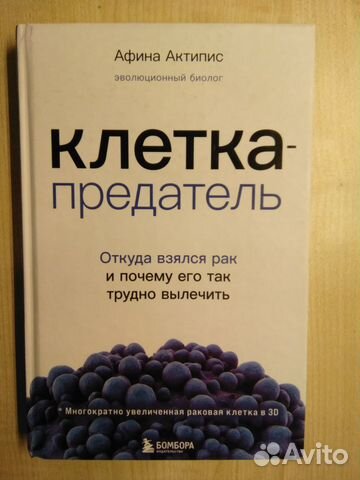 Афина Актипис
эволюционный биолог
клетка-
предатель
Откуда взялся рак
и почему его так
трудно вылечить
* Многократно увеличенная раковая клетка в 3D
БОМБОРА
ИЗДАТЕЛЬСТВО
Avito